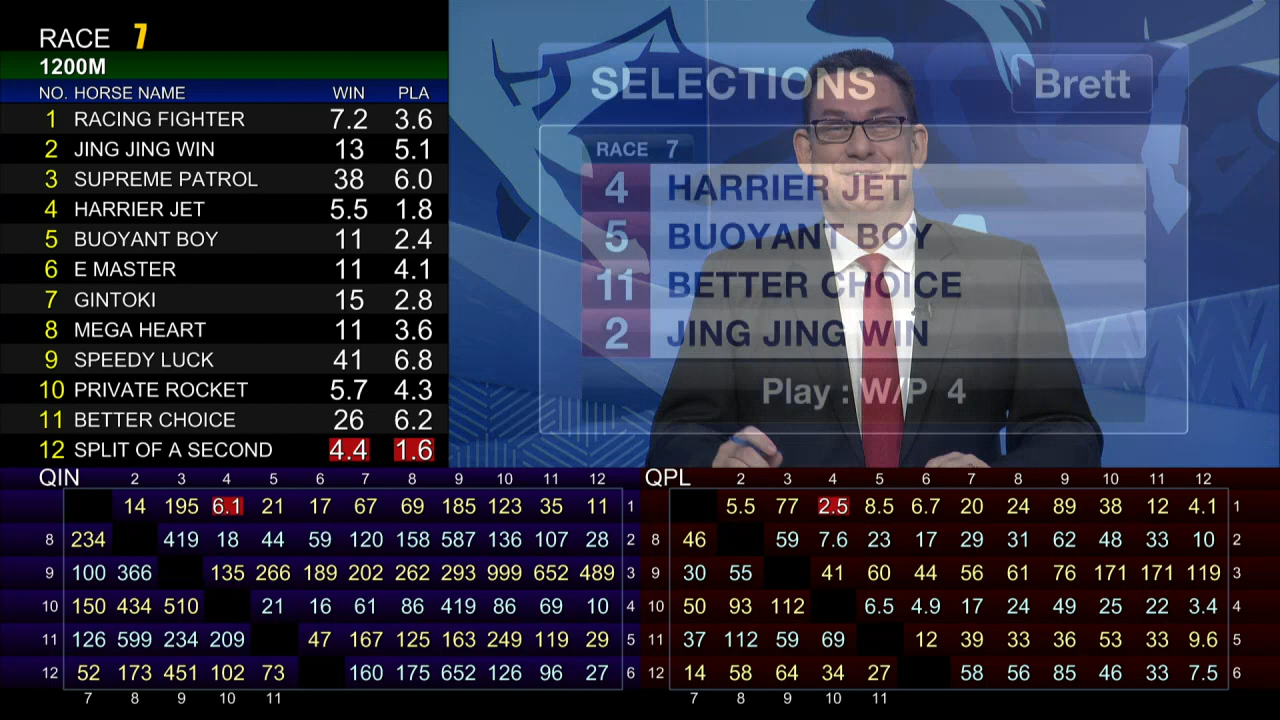 RACE 7
1200M
NO. HORSE NAME WIN PLA
1 RACING FIGHTER 7.2 3.6
2 JING JING WIN 13 5.1
3 SUPREME PATROL 38 6.0
4 HARRIER JET 5.5 1.8
5 BUOYANT BOY 11 2.4
6 E MASTER 11 4.1
7 GINTOKI 15 2.8
8 MEGA HEART 11 3.6
9 SPEEDY LUCK 41 6.8
10 PRIVATE ROCKET 5.7 4.3
11 BETTER CHOICE 26 6.2
12 SPLIT OF A SECOND 4.4 1.6
SELECTIONS Brett
RACE 7
4 HARRIER JET
5 BUOYANT BOY
11 BETTER CHOICE
2 JING JING WIN
Play : W/P 4
QIN 2 3 4 5 6 7 8 9 10 11 12
14 195 6.1 21 17 67 69 185 123 35 11 1
8 234 419 18 44 59 120 158 587 136 107 28 2
9 100 366 135 266 189 202 262 293 999 652 489 3
10 150 434 510 21 16 61 86 419 86 69 10 4
11 126 599 234 209 47 167 125 163 249 119 29 5
12 52 173 451 102 73 160 175 652 126 96 27 6
7 8 9 10 11
QPL 2 3 4 5 6 7 8 9 10 11 12
5.5 77 2.5 8.5 6.7 20 24 89 38 12 4.1 1
8 46 59 7.6 23 17 29 31 62 48 33 10 2
9 30 55 41 60 44 56 61 76 171 171 119 3
10 50 93 112 6.5 4.9 17 24 49 25 22 3.4 4
11 37 112 59 69 12 39 33 36 53 33 9.6 5
12 14 58 64 34 27 58 56 85 46 33 7.5 6
7 8 9 10 11